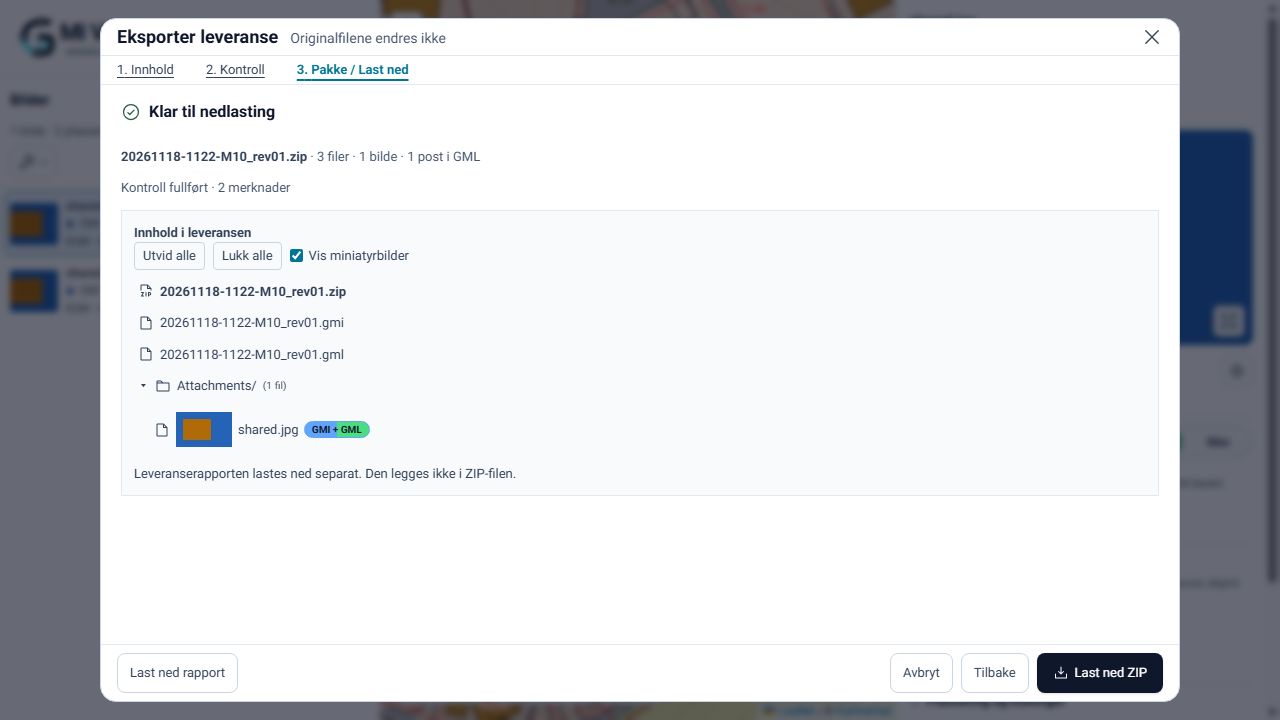 Eksporter leveranse Originalfilene endres ikke
1. Innhold 2. Kontroll 3. Pakke / Last ned
Klar til nedlasting
20261118-1122-M10_rev01.zip · 3 filer · 1 bilde · 1 post i GML
Kontroll fullført · 2 merknader
Innhold i leveransen
Utvid alle Lukk alle Vis miniatyrbilder
ZIP 20261118-1122-M10_rev01.zip
20261118-1122-M10_rev01.gmi
20261118-1122-M10_rev01.gml
Attachments/ (1 fil)
shared.jpg GMI + GML
Leveranserapporten lastes ned separat. Den legges ikke i ZIP-filen.
Last ned rapport Avbryt Tilbake Last ned ZIP
Bilder